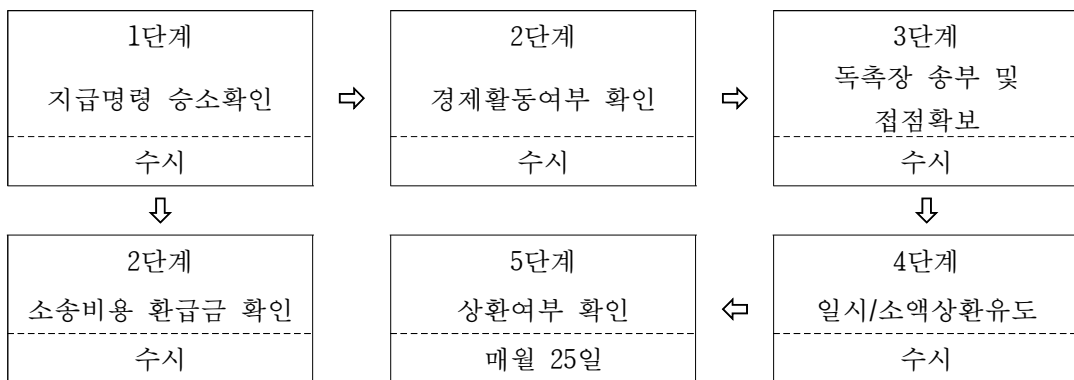 1단계
지급명령 승소확인
수시
⇨
2단계
경제활동여부 확인
수시
⇨
3단계
독촉장 송부 및
접점확보
수시
⇩
⇩
2단계
소송비용 환급금 확인
수시
5단계
상환여부 확인
매월 25일
⇦
4단계
일시/소액상환유도
수시